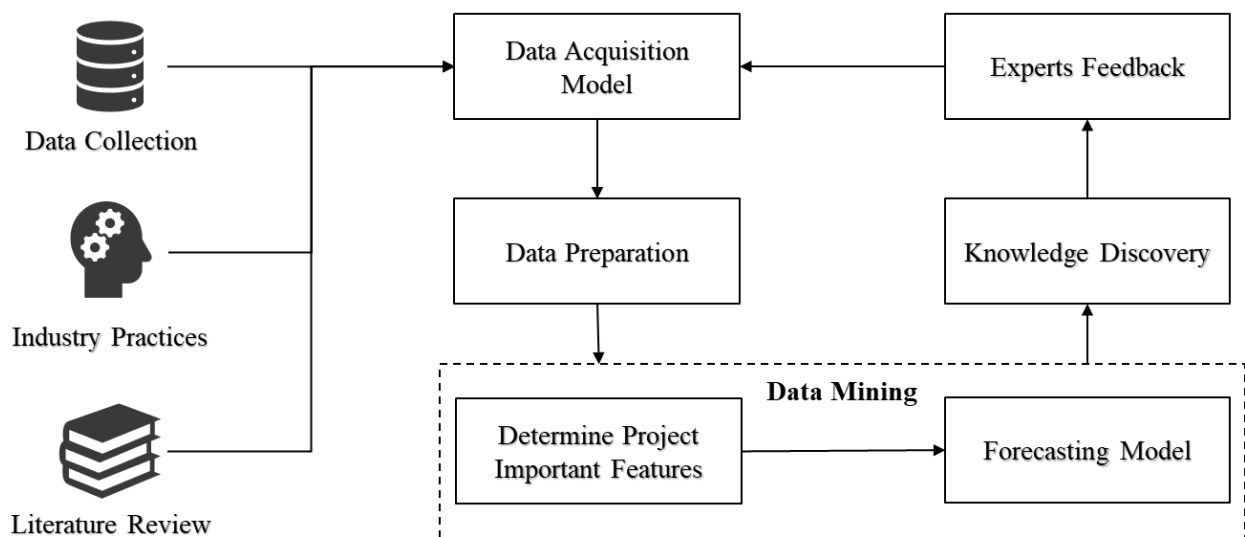 Data Acquisition
Model
Experts Feedback
Data Collection
Data Preparation
Knowledge Discovery
Industry Practices
Data Mining
Determine Project
Important Features
Forecasting Model
Literature Review